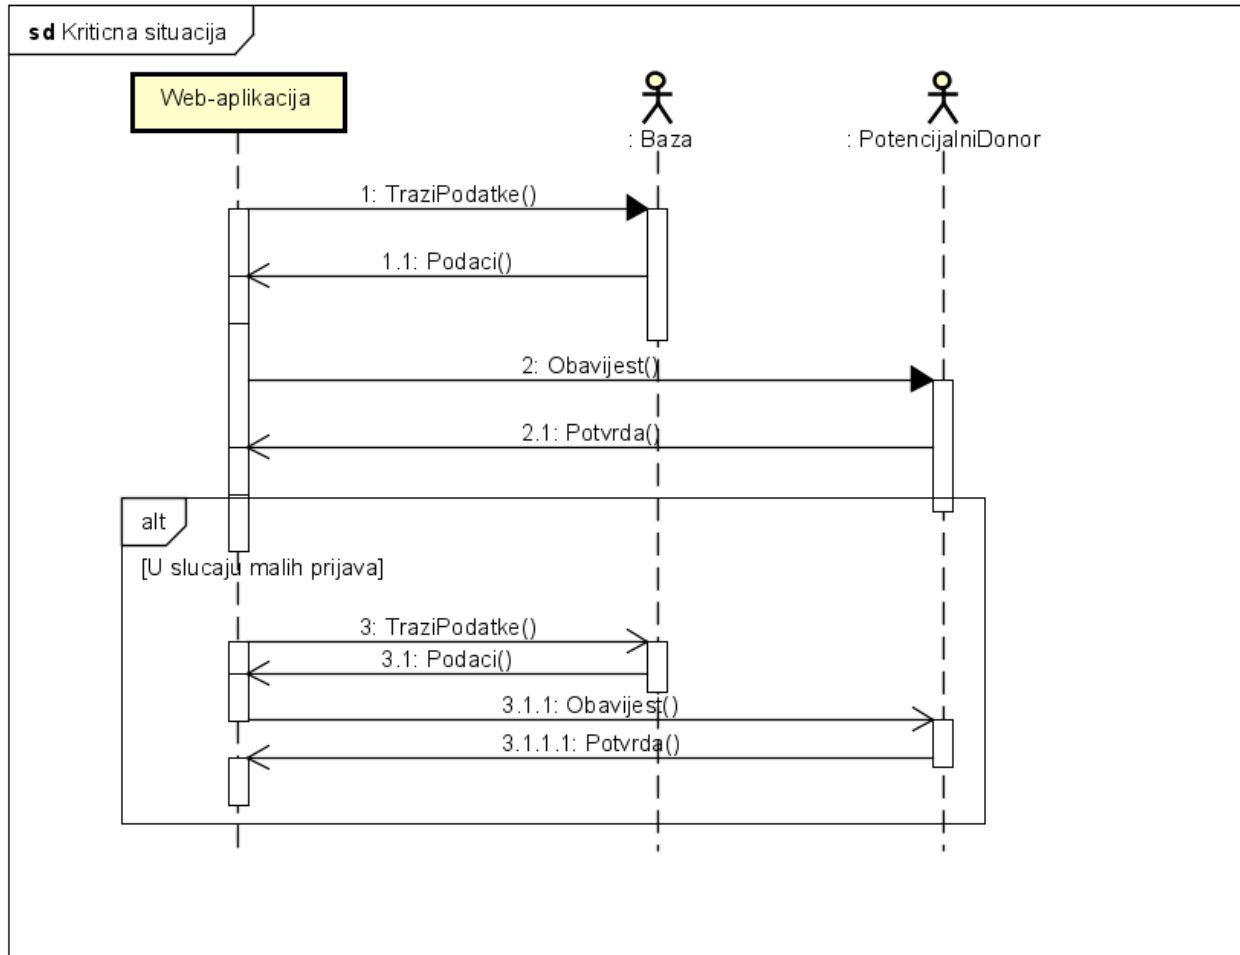 sd Kriticna situacija
Web-aplikacija
: Baza
: PotencijalniDonor
1: TraziPodatke()
1.1: Podaci()
2: Obavijest()
2.1: Potvrda()
alt
[U slucaju malih prijava]
3: TraziPodatke()
3.1: Podaci()
3.1.1: Obavijest()
3.1.1.1: Potvrda()